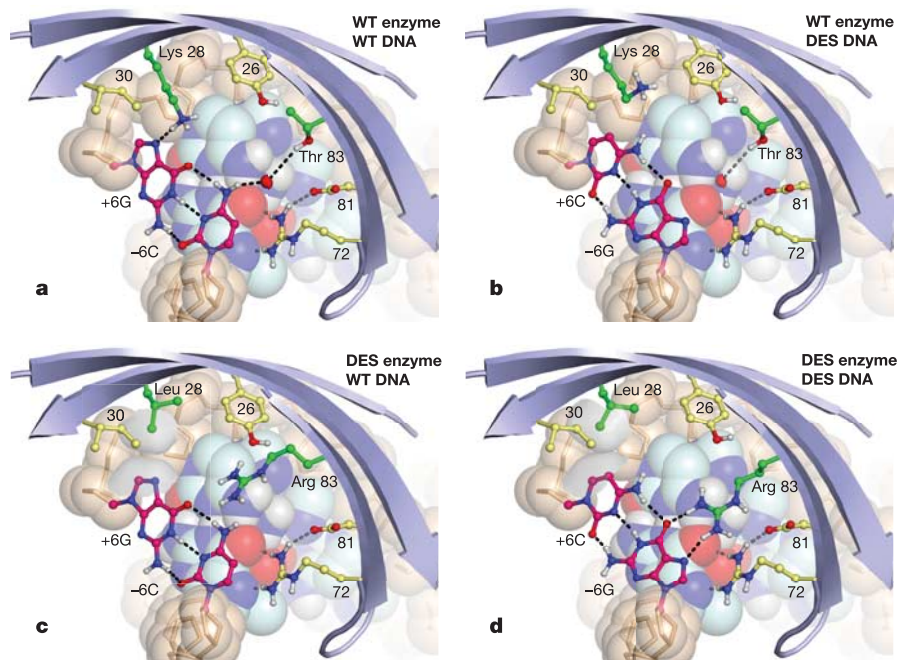 WT enzyme
WT DNA
Lys 28
30
26
Thr 83
+6G
81
–6C
72
a
WT enzyme
DES DNA
Lys 28
30
26
Thr 83
+6C
81
–6G
72
b
DES enzyme
WT DNA
Leu 28
30
26
Arg 83
+6G
81
–6C
72
c
DES enzyme
DES DNA
Leu 28
30
26
Arg 83
+6C
81
–6G
72
d